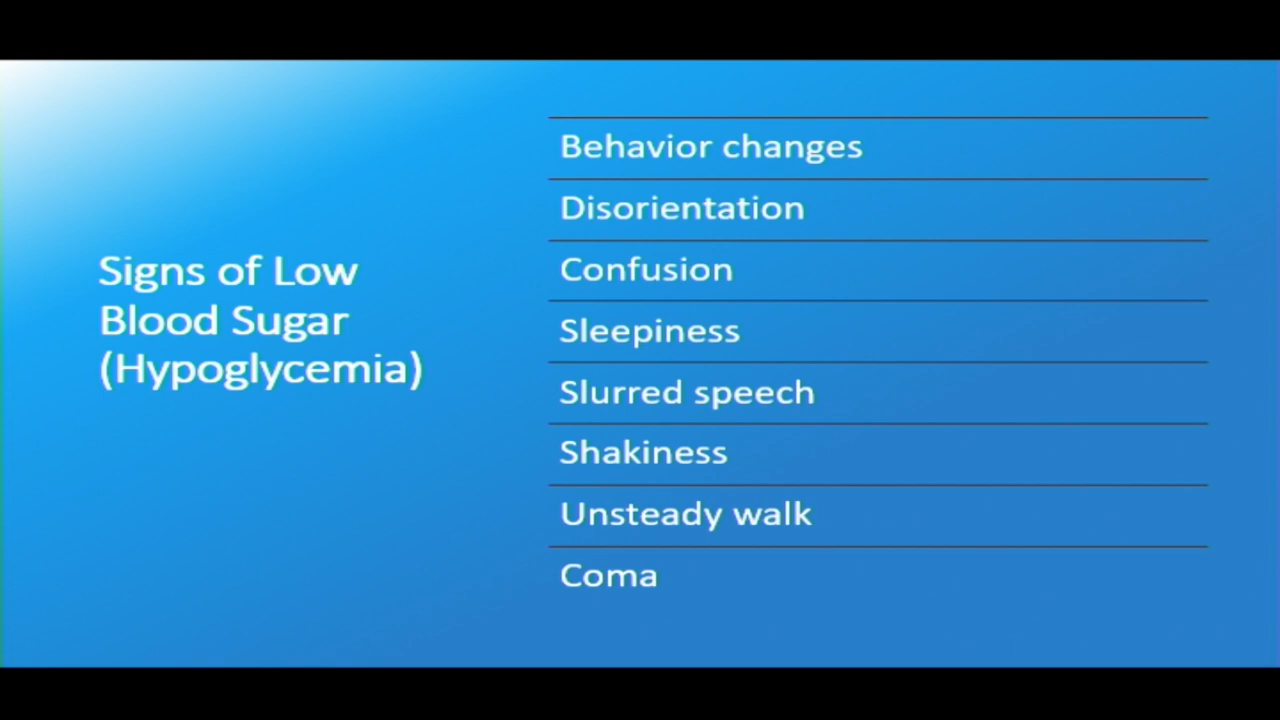 Signs of Low
Blood Sugar
(Hypoglycemia)
Behavior changes
Disorientation
Confusion
Sleepiness
Slurred speech
Shakiness
Unsteady walk
Coma